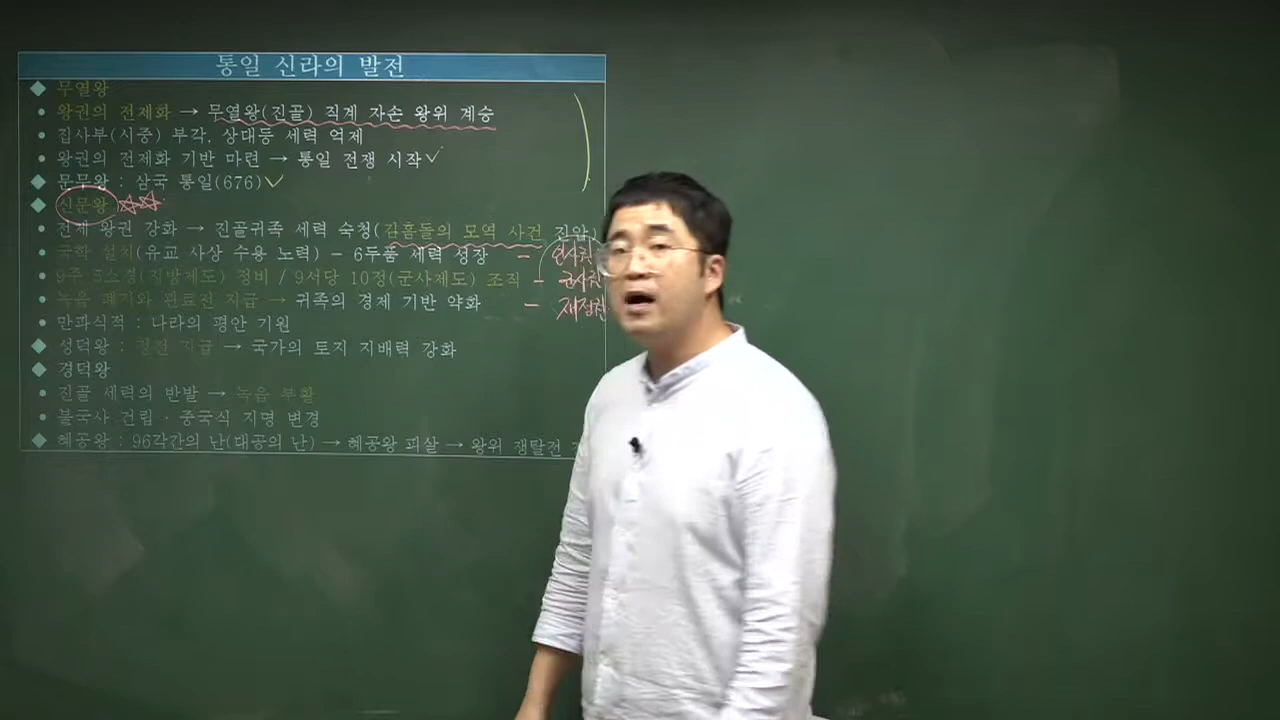 통일 신라의 발전
◆ 무열왕
• 왕권의 전제화 → 무열왕(진골) 직계 자손 왕위 계승
• 집사부(시중) 부각, 상대등 세력 억제
• 왕권의 전제화 기반 마련 → 통일 전쟁 시작 ✓
◆ 문무왕 : 삼국 통일(676) ✓
◆ 신문왕 ☆☆
• 전제 왕권 강화 → 진골귀족 세력 숙청(김흠돌의 모역 사건 진압)
• 국학 설치(유교 사상 수용 노력) - 6두품 세력 성장 - 인사권
• 9주 5소경(지방제도) 정비 / 9서당 10정(군사제도) 조직 - 군사권
• 녹읍 폐지와 관료전 지급 → 귀족의 경제 기반 약화 - 재정권
• 만파식적 : 나라의 평안 기원
◆ 성덕왕 : 정전 지급 → 국가의 토지 지배력 강화
◆ 경덕왕
• 진골 세력의 반발 → 녹읍 부활
• 불국사 건립 · 중국식 지명 변경
◆ 혜공왕 : 96각간의 난(대공의 난) → 혜공왕 피살 → 왕위 쟁탈전